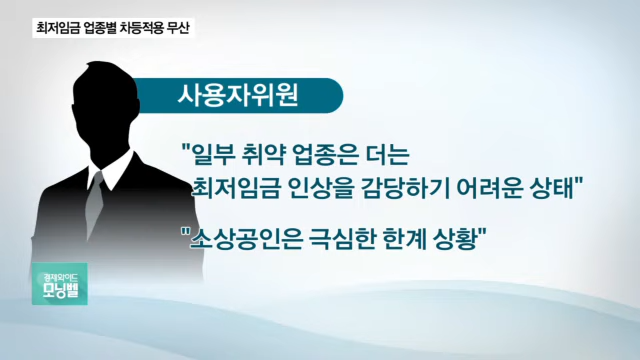 최저임금 업종별 차등적용 무산
사용자위원
"일부 취약 업종은 더는
최저임금 인상을 감당하기 어려운 상태"
"소상공인은 극심한 한계 상황"
경제와이드
모닝벨